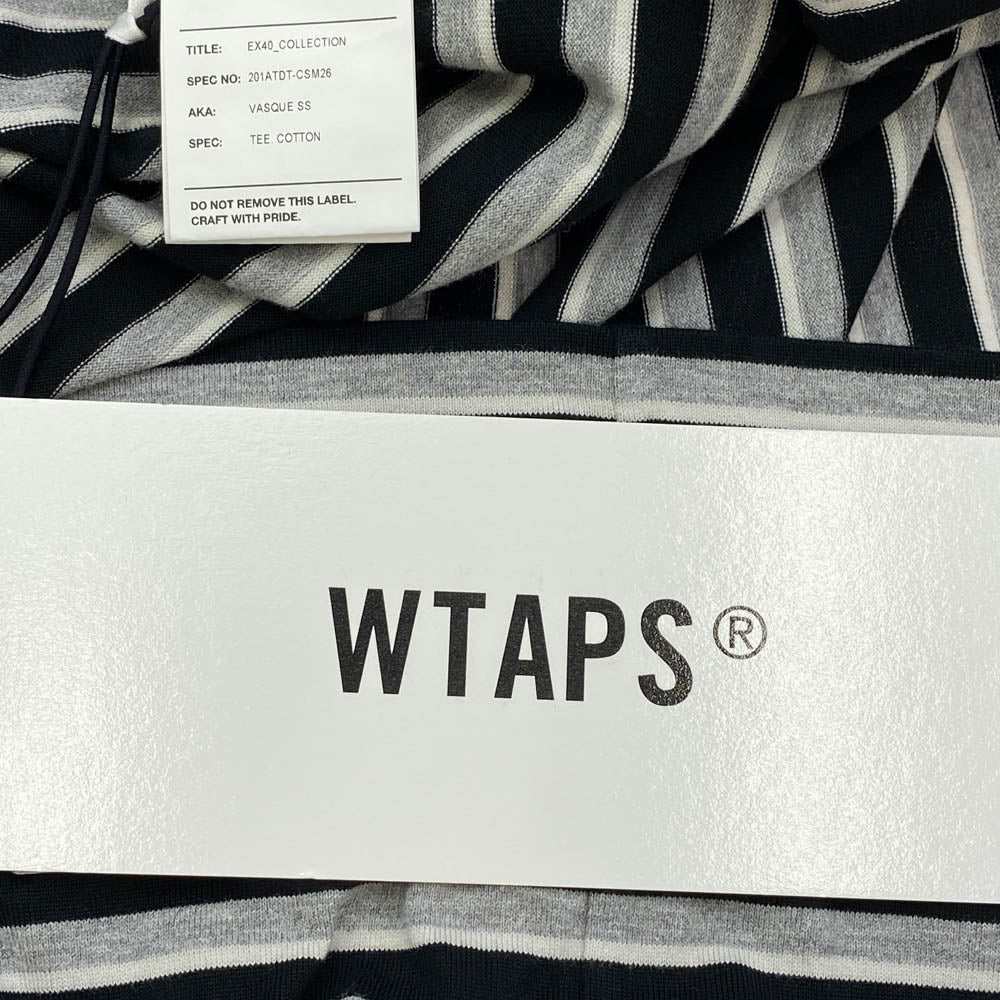 TITLE: EX40_COLLECTION
SPEC NO: 201ATDT-CSM26
AKA: VASQUE SS
SPEC: TEE. COTTON
DO NOT REMOVE THIS LABEL.
CRAFT WITH PRIDE.
WTAPS®